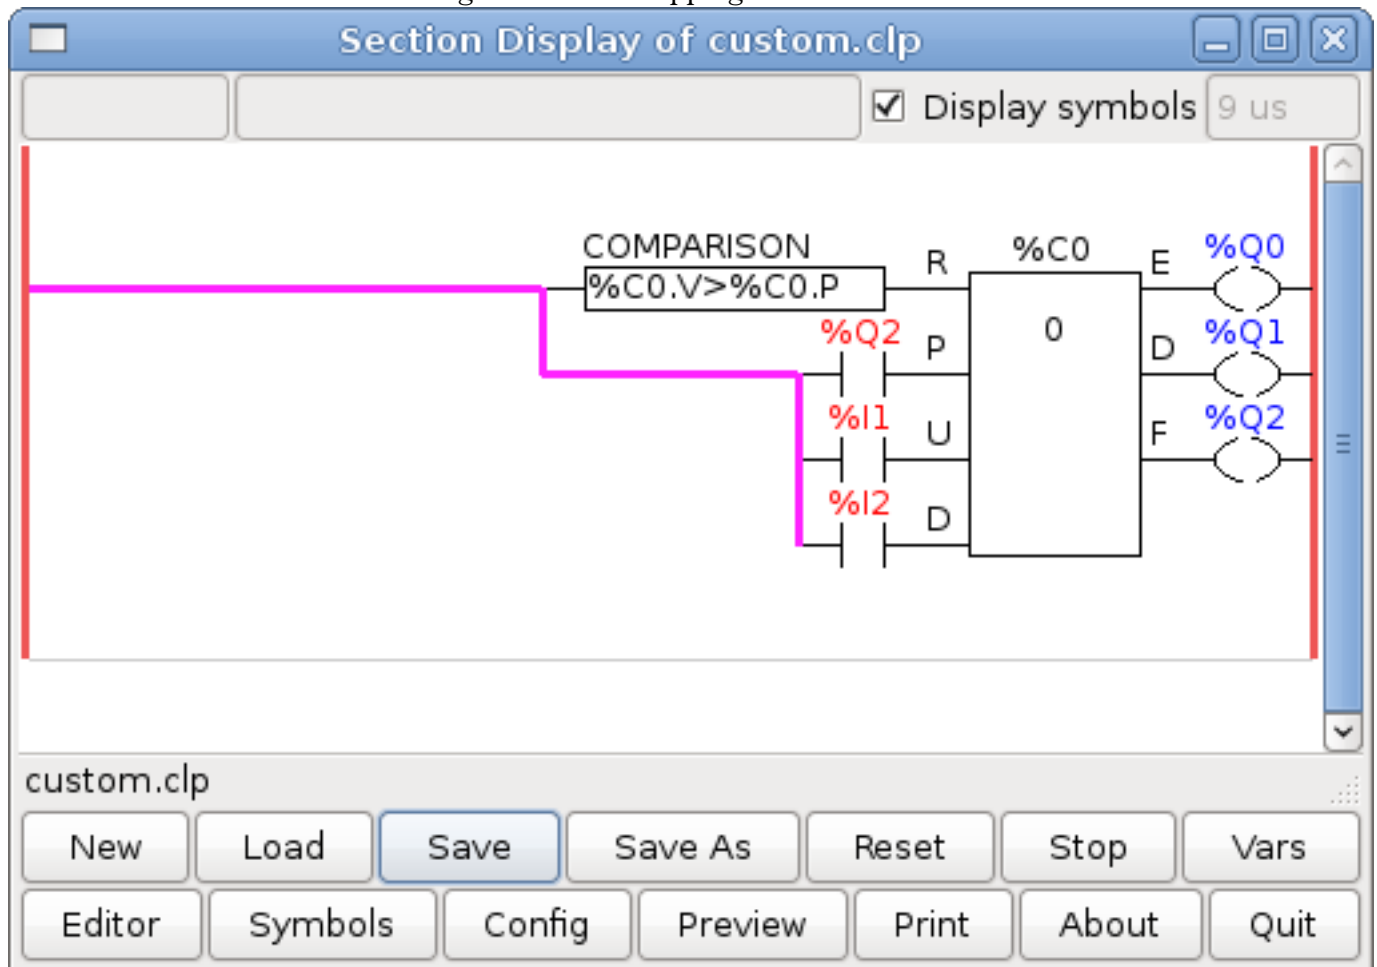 Section Display of custom.clp
Display symbols 9 us
COMPARISON R %C0 E %Q0
%C0.V>%C0.P
%Q2 P 0 D %Q1
%I1 U F %Q2
%I2 D
custom.clp
New Load Save Save As Reset Stop Vars
Editor Symbols Config Preview Print About Quit